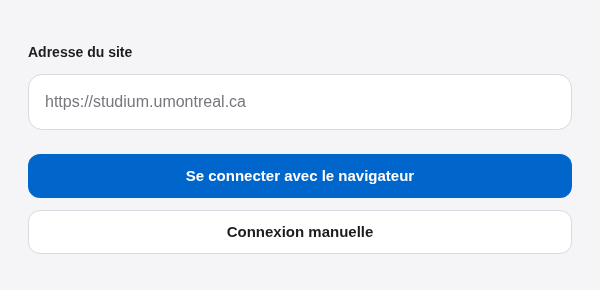 Adresse du site
https://studium.umontreal.ca
Se connecter avec le navigateur
Connexion manuelle